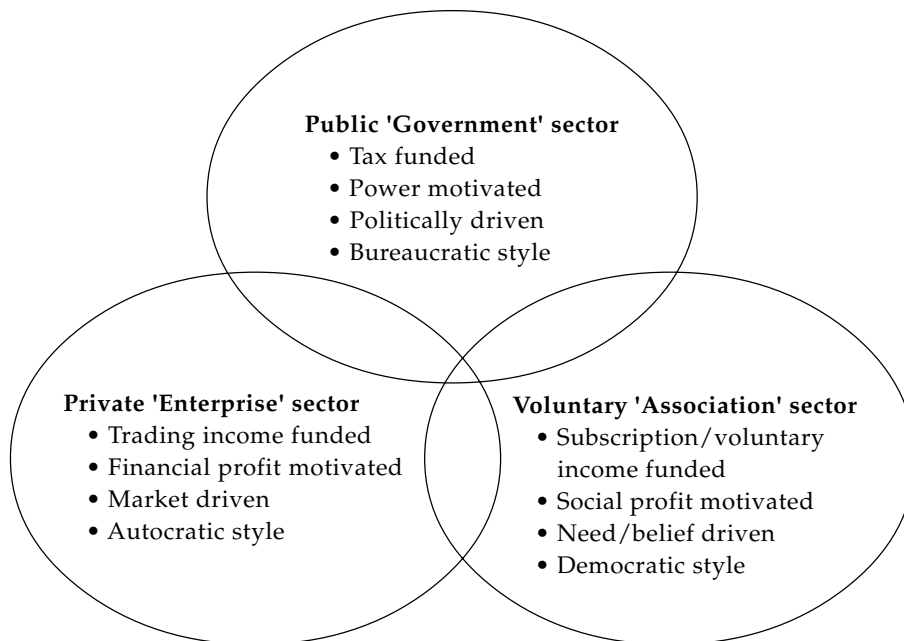 Public 'Government' sector
• Tax funded
• Power motivated
• Politically driven
• Bureaucratic style
Private 'Enterprise' sector
• Trading income funded
• Financial profit motivated
• Market driven
• Autocratic style
Voluntary 'Association' sector
• Subscription/voluntary
income funded
• Social profit motivated
• Need/belief driven
• Democratic style